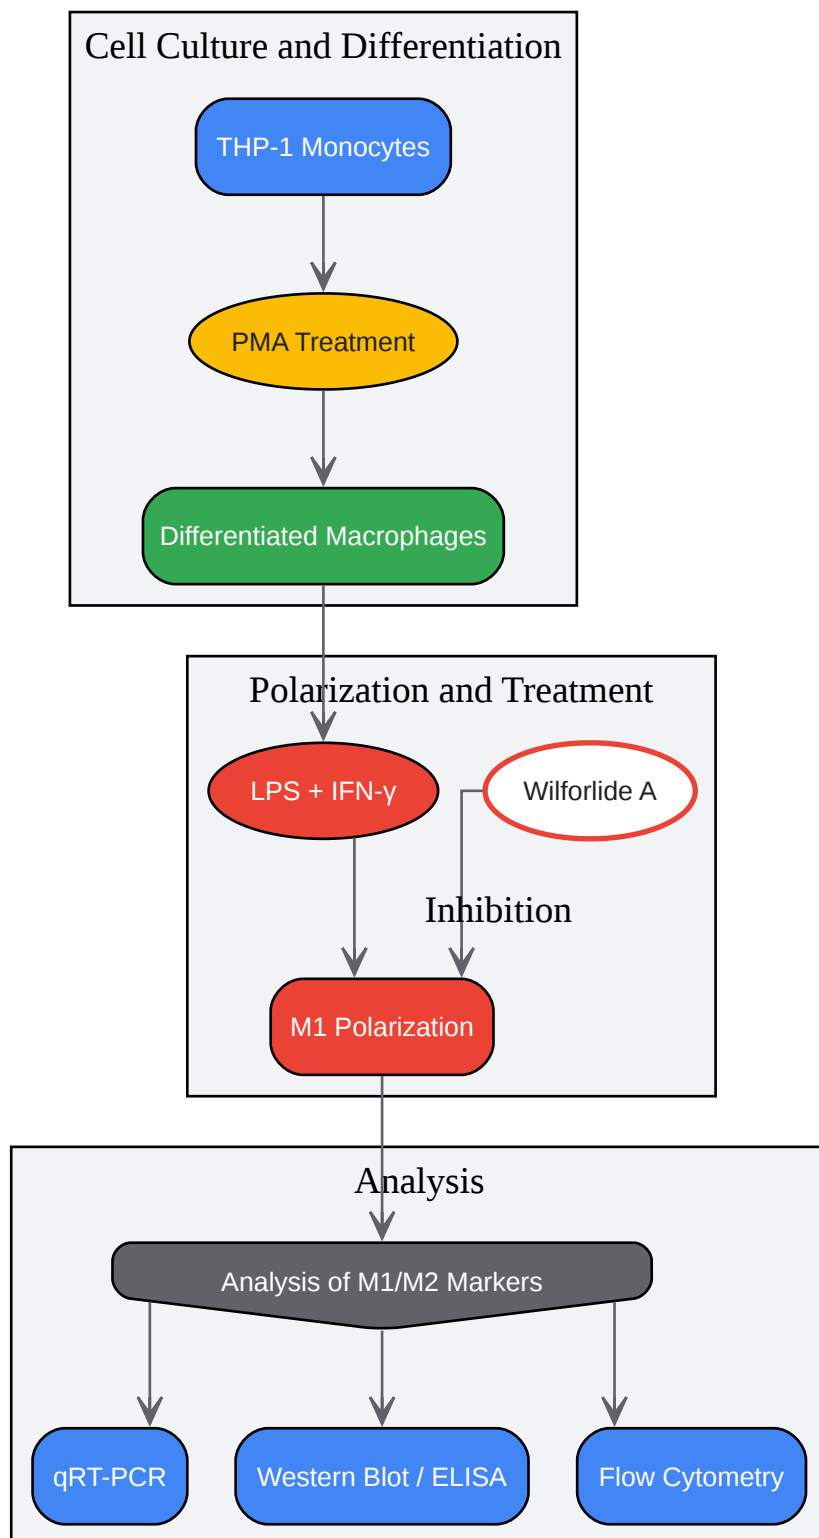 Cell Culture and Differentiation
THP-1 Monocytes
PMA Treatment
Differentiated Macrophages
Polarization and Treatment
LPS + IFN-γ
Wilforlide A
Inhibition
M1 Polarization
Analysis
Analysis of M1/M2 Markers
qRT-PCR
Western Blot / ELISA
Flow Cytometry